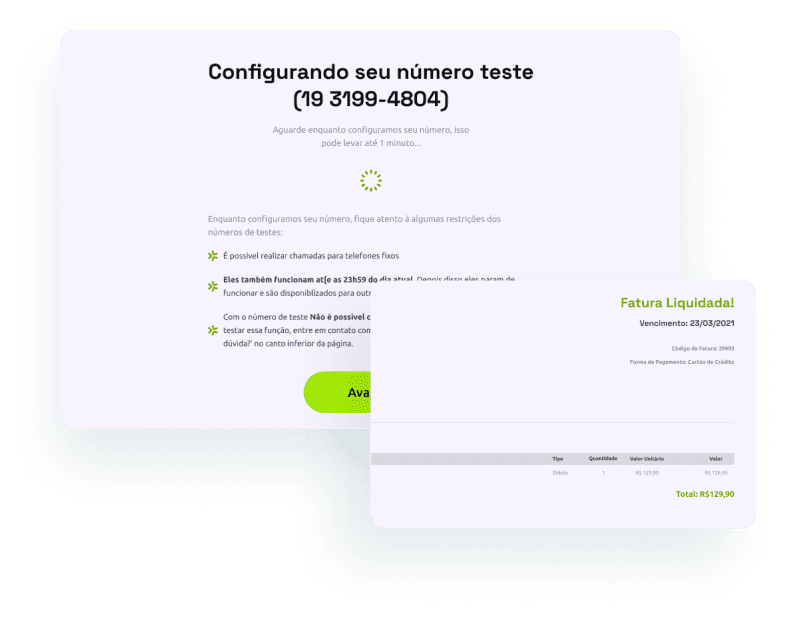 Configurando seu número teste
(19 3199-4804)
Aguarde enquanto configuramos seu número, isso
pode levar até 1 minuto...
Enquanto configuramos seu número, fique atento à algumas restrições dos
números de testes:
É possível realizar chamadas para telefones fixos
Eles também funcionam at[e as 23h59 do dia atual. Depois disso eles param de
funcionar e são disponiblizados para outr
Com o número de teste Não é possível c
testar essa função, entre em contato com
dúvida?' no canto inferior da página.
Ava
Fatura Liquidada!
Vencimento: 23/03/2021
Código da Fatura: 29993
Forma de Pagamento: Cartão de Crédito
Tipo Quantidade Valor Unitário Valor
Débito 1 R$ 129,90 R$ 129,90
Total: R$129,90